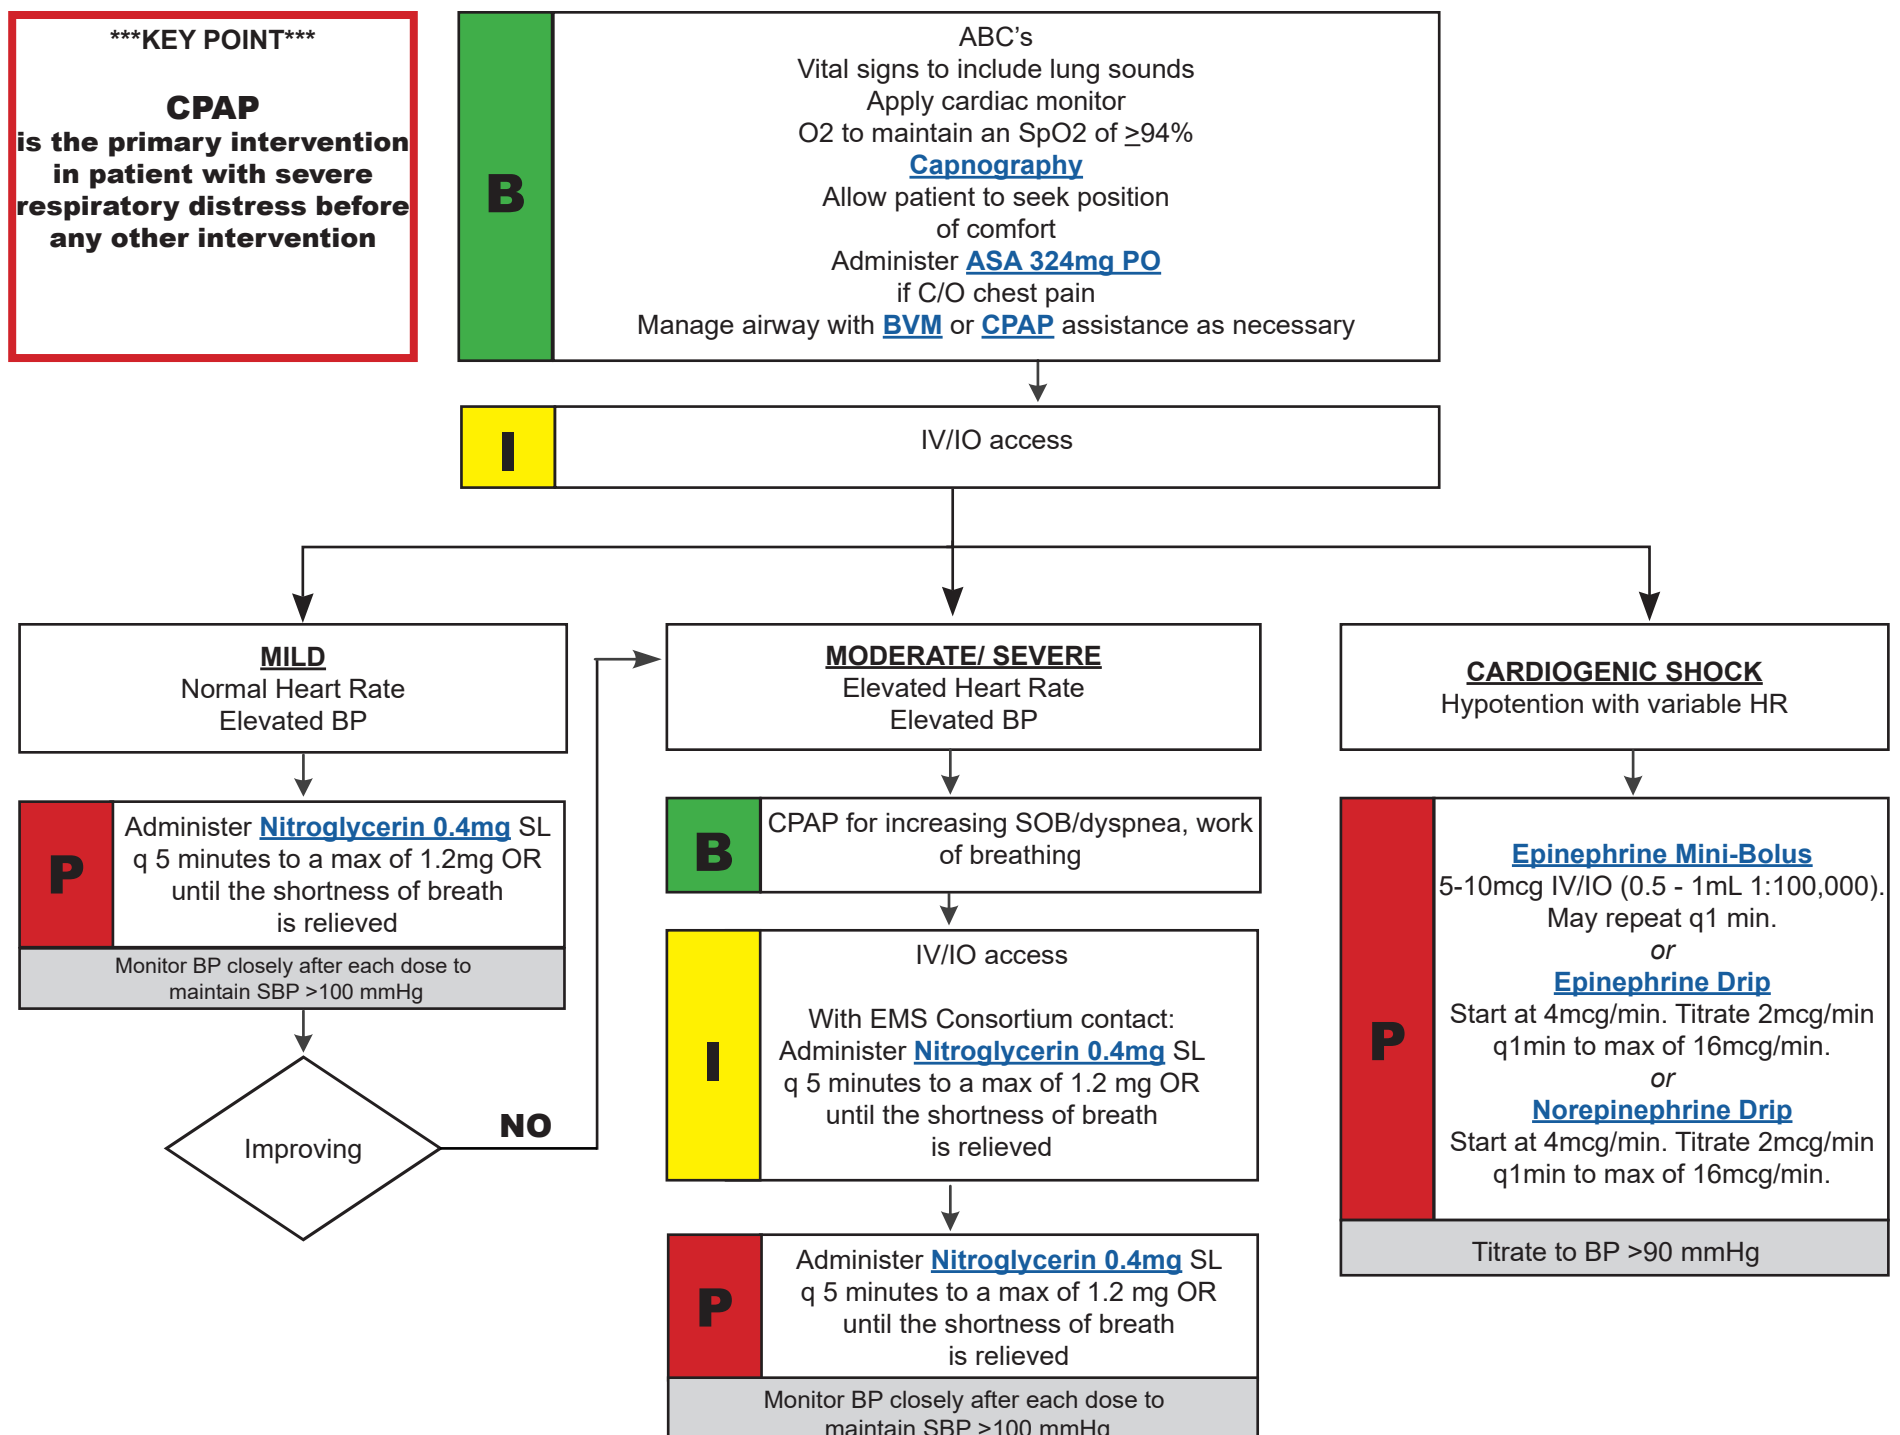 ***KEY POINT***
CPAP
is the primary intervention
in patient with severe
respiratory distress before
any other intervention
B
ABC’s
Vital signs to include lung sounds
Apply cardiac monitor
O2 to maintain an SpO2 of ≥94%
Capnography
Allow patient to seek position
of comfort
Administer ASA 324mg PO
if C/O chest pain
Manage airway with BVM or CPAP assistance as necessary
I
IV/IO access
MILD
Normal Heart Rate
Elevated BP
P
Administer Nitroglycerin 0.4mg SL
q 5 minutes to a max of 1.2mg OR
until the shortness of breath
is relieved
Monitor BP closely after each dose to
maintain SBP >100 mmHg
Improving
NO
MODERATE/ SEVERE
Elevated Heart Rate
Elevated BP
B
CPAP for increasing SOB/dyspnea, work
of breathing
I
IV/IO access
With EMS Consortium contact:
Administer Nitroglycerin 0.4mg SL
q 5 minutes to a max of 1.2 mg OR
until the shortness of breath
is relieved
P
Administer Nitroglycerin 0.4mg SL
q 5 minutes to a max of 1.2 mg OR
until the shortness of breath
is relieved
Monitor BP closely after each dose to
maintain SBP >100 mmHg
CARDIOGENIC SHOCK
Hypotention with variable HR
P
Epinephrine Mini-Bolus
5-10mcg IV/IO (0.5 - 1mL 1:100,000).
May repeat q1 min.
or
Epinephrine Drip
Start at 4mcg/min. Titrate 2mcg/min
q1min to max of 16mcg/min.
or
Norepinephrine Drip
Start at 4mcg/min. Titrate 2mcg/min
q1min to max of 16mcg/min.
Titrate to BP >90 mmHg